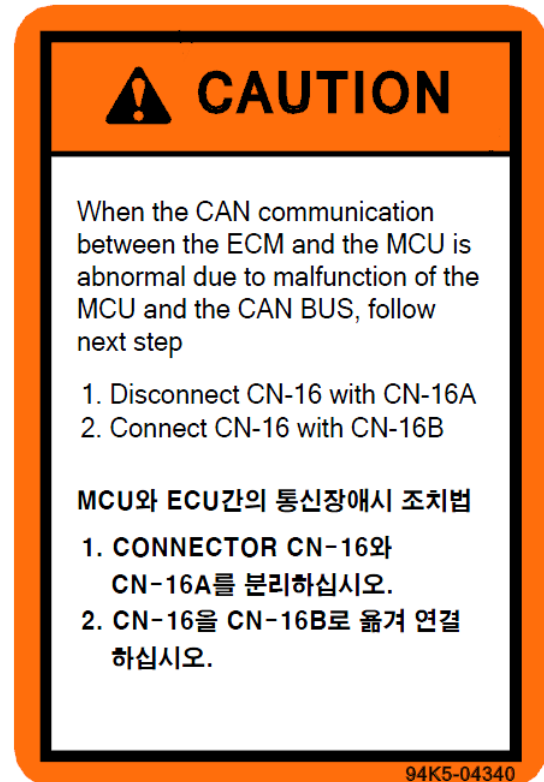 CAUTION
When the CAN communication
between the ECM and the MCU is
abnormal due to malfunction of the
MCU and the CAN BUS, follow
next step
1. Disconnect CN-16 with CN-16A
2. Connect CN-16 with CN-16B
MCU와 ECU간의 통신장애시 조치법
1. CONNECTOR CN-16와
CN-16A를 분리하십시오.
2. CN-16을 CN-16B로 옮겨 연결
하십시오.
94K5-04340